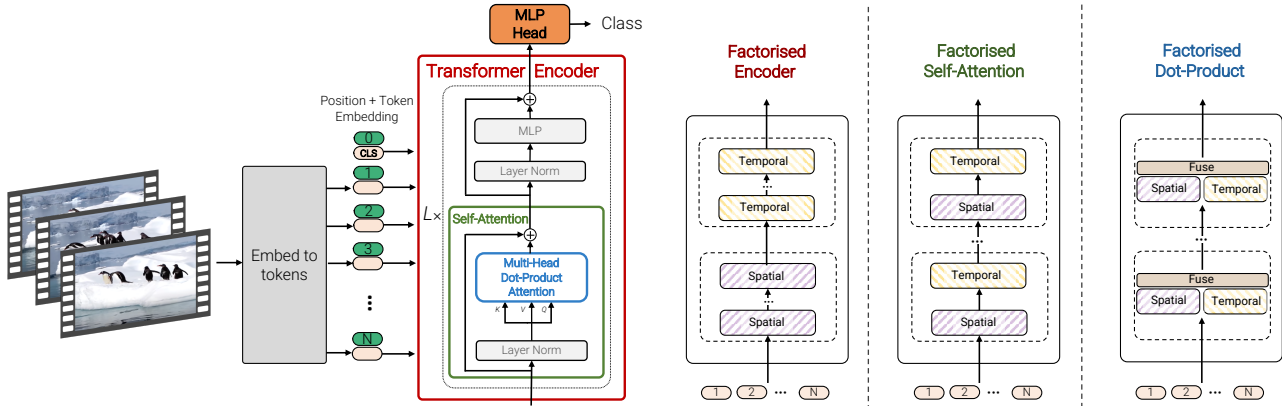 MLP
Head
Class
Transformer Encoder
Position + Token
Embedding
0
CLS
1
2
3
N
Embed to
tokens
L×
MLP
Layer Norm
Self-Attention
Multi-Head
Dot-Product
Attention
K V Q
Layer Norm
Factorised
Encoder
Temporal
...
Temporal
Spatial
...
Spatial
1 2 ... N
Factorised
Self-Attention
Temporal
Spatial
...
Temporal
Spatial
1 2 ... N
Factorised
Dot-Product
Fuse
Spatial Temporal
...
Fuse
Spatial Temporal
1 2 ... N